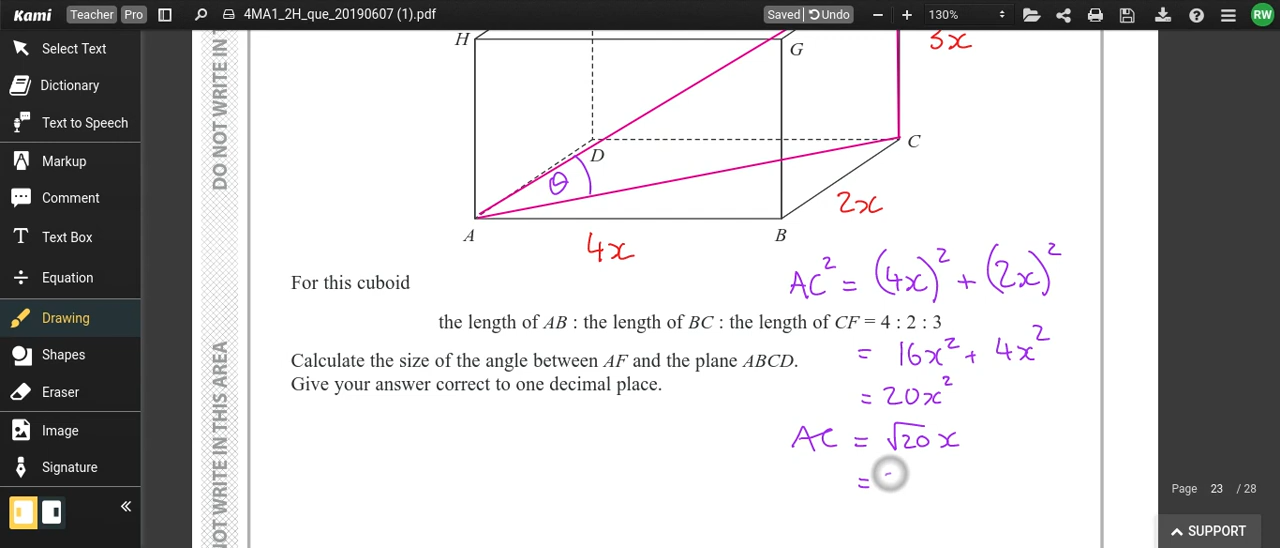 Kami Teacher Pro 4MA1_2H_que_20190607 (1).pdf Saved Undo 130% RW
Select Text
Dictionary
Text to Speech
Markup
Comment
Text Box
Equation
Drawing
Shapes
Eraser
Image
Signature
DO NOT WRITE IN T
NOT WRITE IN THIS AREA
H
G
3x
D
C
θ
2x
A
B
4x
AC² = (4x)² + (2x)²
For this cuboid
the length of AB : the length of BC : the length of CF = 4 : 2 : 3
= 16x² + 4x²
Calculate the size of the angle between AF and the plane ABCD.
Give your answer correct to one decimal place.
= 20x²
AC = √20 x
=
Page 23 / 28
SUPPORT